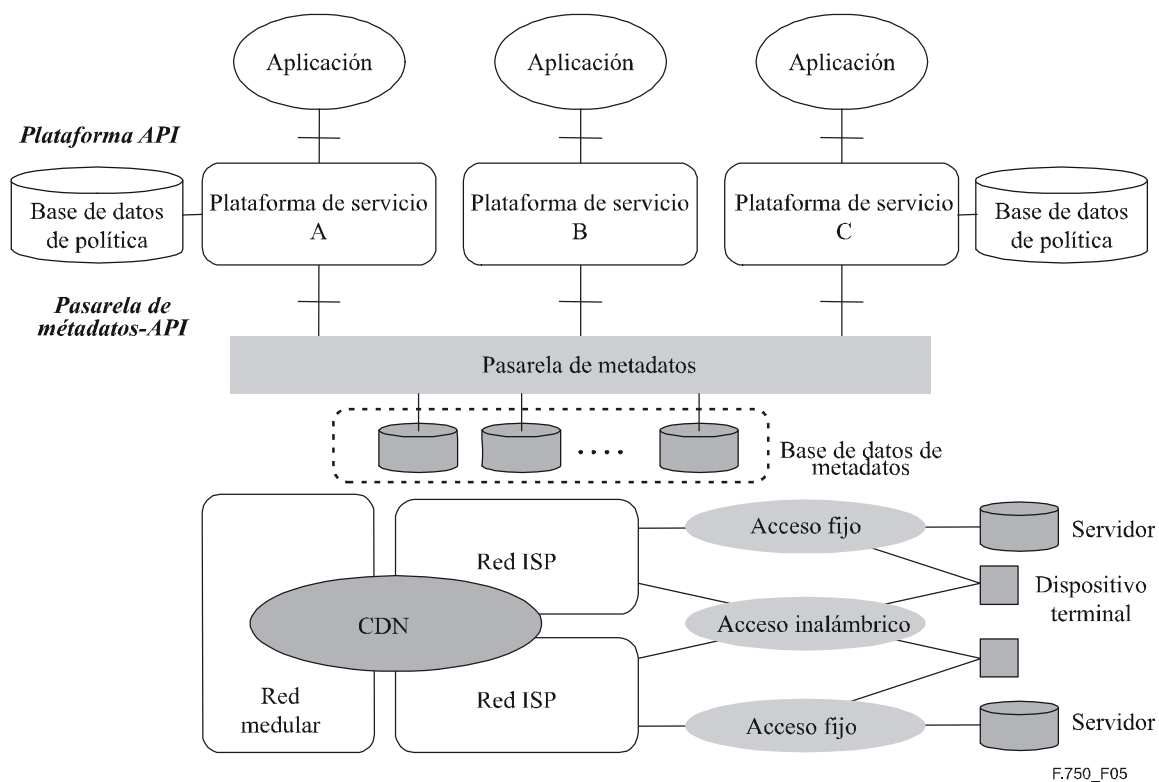 Aplicación
Aplicación
Aplicación
Plataforma API
Base de datos
de política
Plataforma de servicio
A
Plataforma de servicio
B
Plataforma de servicio
C
Base de datos
de política
Pasarela de
métadatos-API
Pasarela de metadatos
Base de datos de
metadatos
Acceso fijo
Servidor
Red ISP
Dispositivo
terminal
CDN
Acceso inalámbrico
Red ISP
Red
medular
Acceso fijo
Servidor
F.750_F05